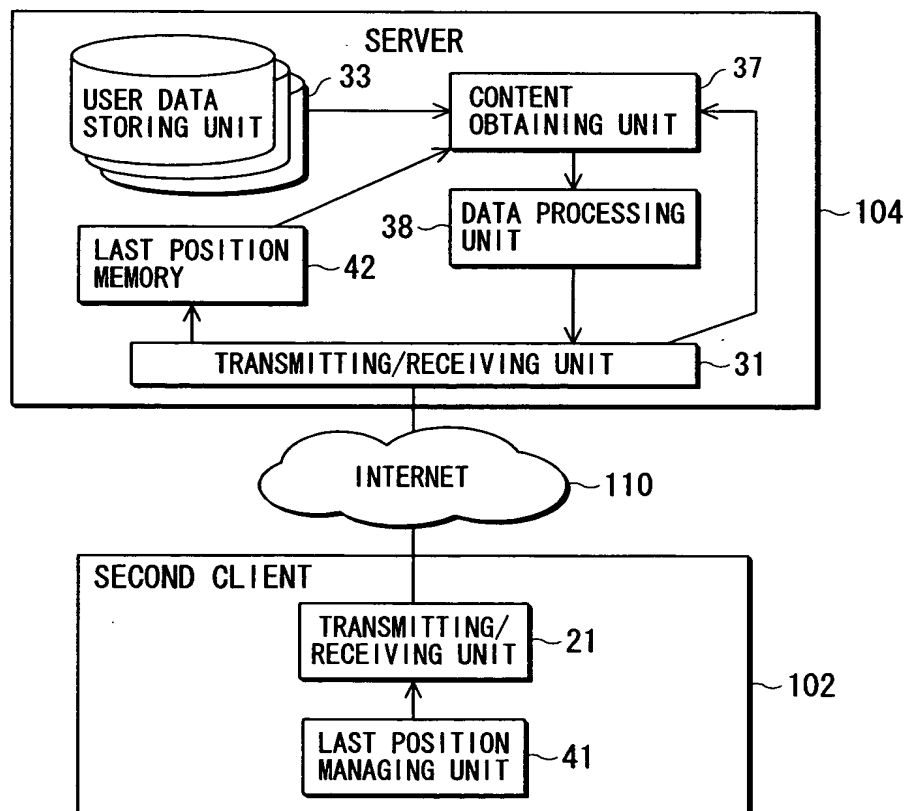 SERVER
33
USER DATA
STORING UNIT
37
CONTENT
OBTAINING UNIT
104
38
DATA PROCESSING
UNIT
LAST POSITION
MEMORY
42
TRANSMITTING/RECEIVING UNIT
31
INTERNET
110
SECOND CLIENT
TRANSMITTING/
RECEIVING UNIT
21
102
LAST POSITION
MANAGING UNIT
41